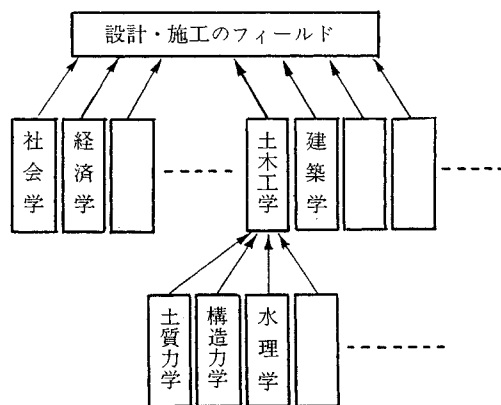 設計・施工のフィールド
社会学
経済学
土木工学
建築学
土質力学
構造力学
水理学